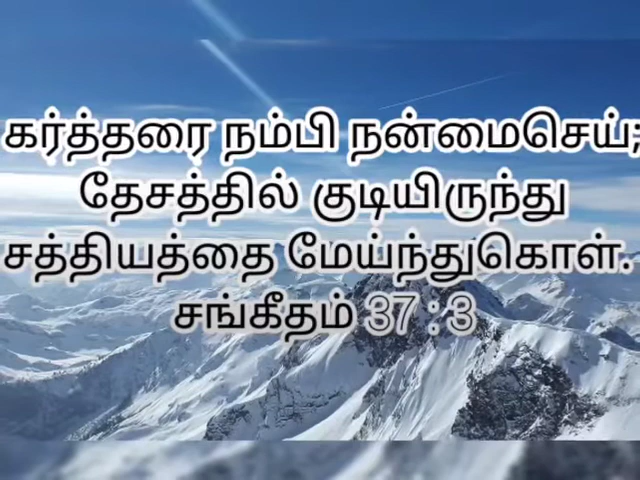 கர்த்தரை நம்பி நன்மைசெய்;
தேசத்தில் குடியிருந்து
சத்தியத்தை மேய்ந்துகொள்.
சங்கீதம் 37 : 3